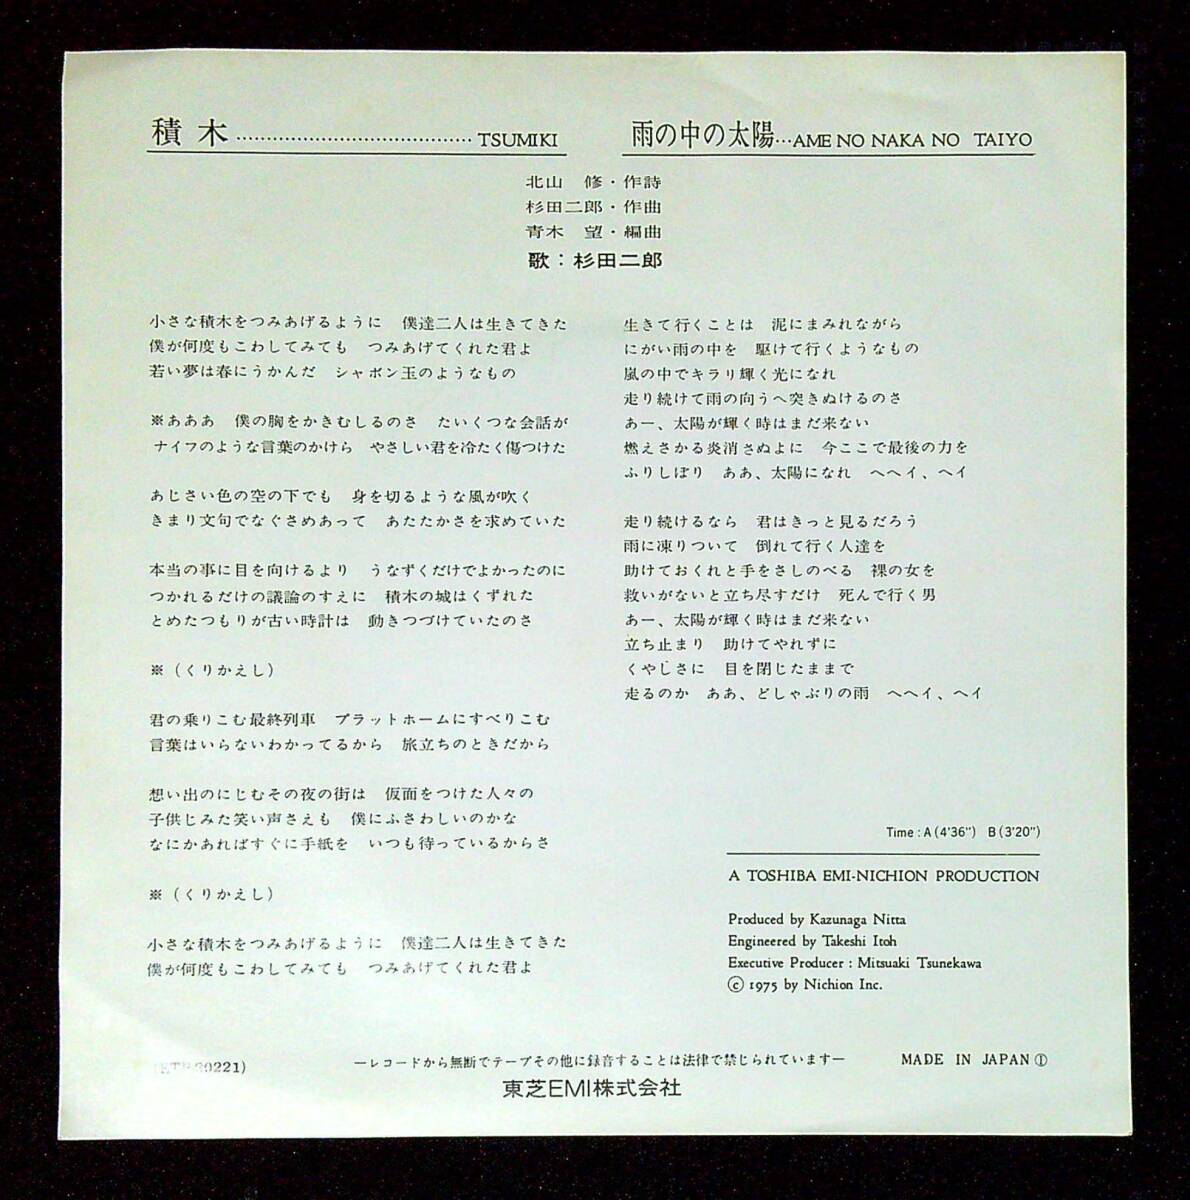 積木‥‥‥‥‥‥‥‥‥‥‥‥‥TSUMIKI
雨の中の太陽…AME NO NAKA NO TAIYO
北山 修・作詩
杉田二郎・作曲
青木 望・編曲
歌：杉田二郎
小さな積木をつみあげるように 僕達二人は生きてきた
僕が何度もこわしてみても つみあげてくれた君よ
若い夢は春にうかんだ シャボン玉のようなもの
※あああ 僕の胸をかきむしるのさ たいくつな会話が
ナイフのような言葉のかけら やさしい君を冷たく傷つけた
あじさい色の空の下でも 身を切るような風が吹く
きまり文句でなぐさめあって あたたかさを求めていた
本当の事に目を向けるより うなずくだけでよかったのに
つかれるだけの議論のすえに 積木の城はくずれた
とめたつもりが古い時計は 動きつづけていたのさ
※（くりかえし）
君の乗りこむ最終列車 プラットホームにすべりこむ
言葉はいらないわかってるから 旅立ちのときだから
想い出のにじむその夜の街は 仮面をつけた人々の
子供じみた笑い声さえも 僕にふさわしいのかな
なにかあればすぐに手紙を いつも待っているからさ
※（くりかえし）
小さな積木をつみあげるように 僕達二人は生きてきた
僕が何度もこわしてみても つみあげてくれた君よ
生きて行くことは 泥にまみれながら
にがい雨の中を 駆けて行くようなもの
嵐の中でキラリ輝く光になれ
走り続けて雨の向うへ突きぬけるのさ
あー、太陽が輝く時はまだ来ない
燃えさかる炎消さぬよに 今ここで最後の力を
ふりしぼり ああ、太陽になれ ヘヘイ、ヘイ
走り続けるなら 君はきっと見るだろう
雨に凍りついて 倒れて行く人達を
助けておくれと手をさしのべる 裸の女を
救いがないと立ち尽すだけ 死んで行く男
あー、太陽が輝く時はまだ来ない
立ち止まり 助けてやれずに
くやしさに 目を閉じたままで
走るのか ああ、どしゃぶりの雨 ヘヘイ、ヘイ
Time : A (4'36") B (3'20")
A TOSHIBA EMI-NICHION PRODUCTION
Produced by Kazunaga Nitta
Engineered by Takeshi Itoh
Executive Producer : Mitsuaki Tsunekawa
ⓒ 1975 by Nichion Inc.
20221)
―レコードから無断でテープその他に録音することは法律で禁じられています―
MADE IN JAPAN①
東芝EMI株式会社